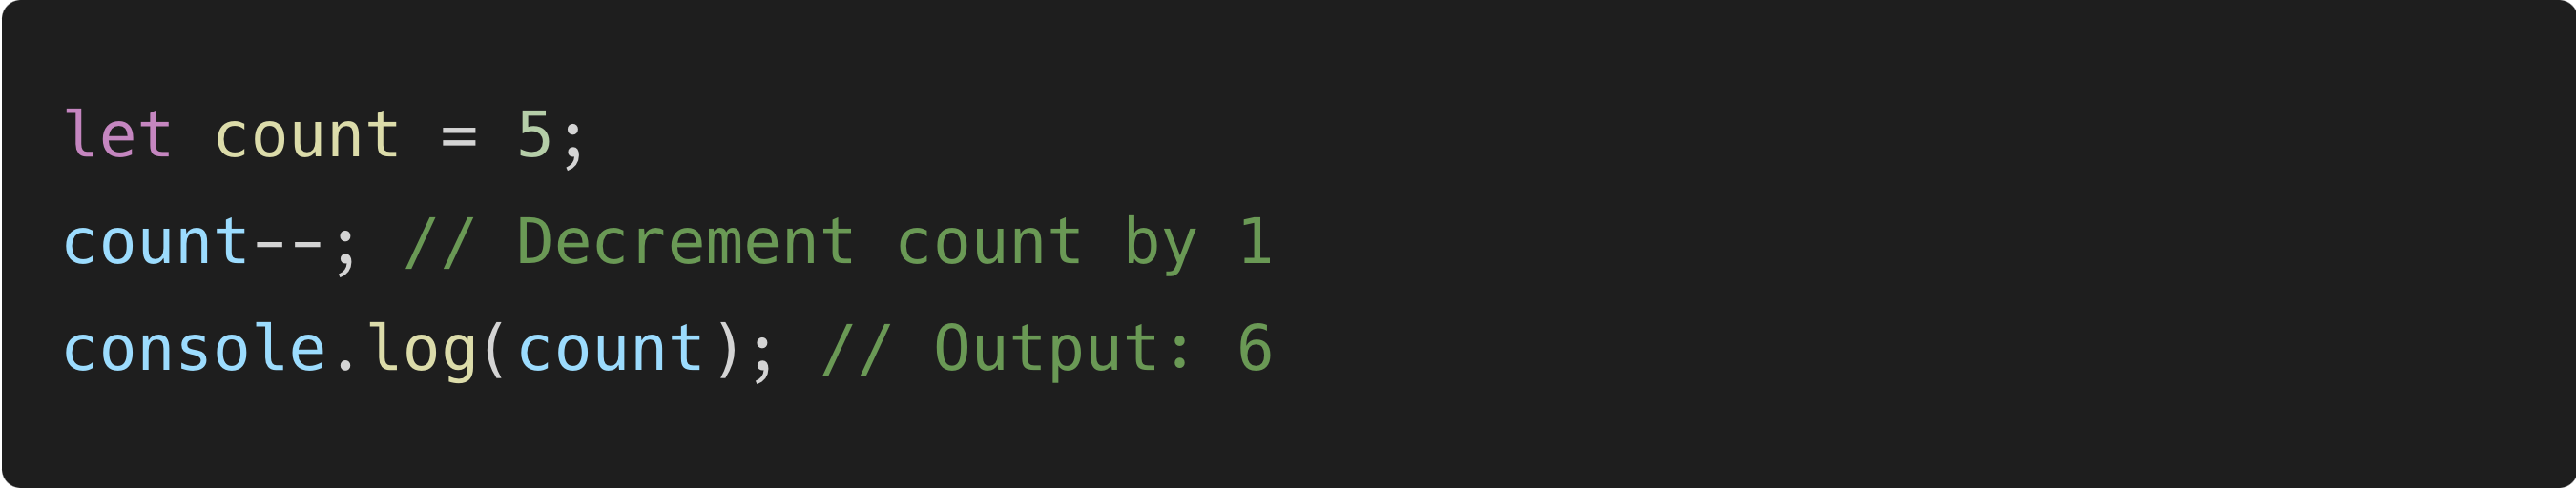 let count = 5;
count--; // Decrement count by 1
console.log(count); // Output: 6